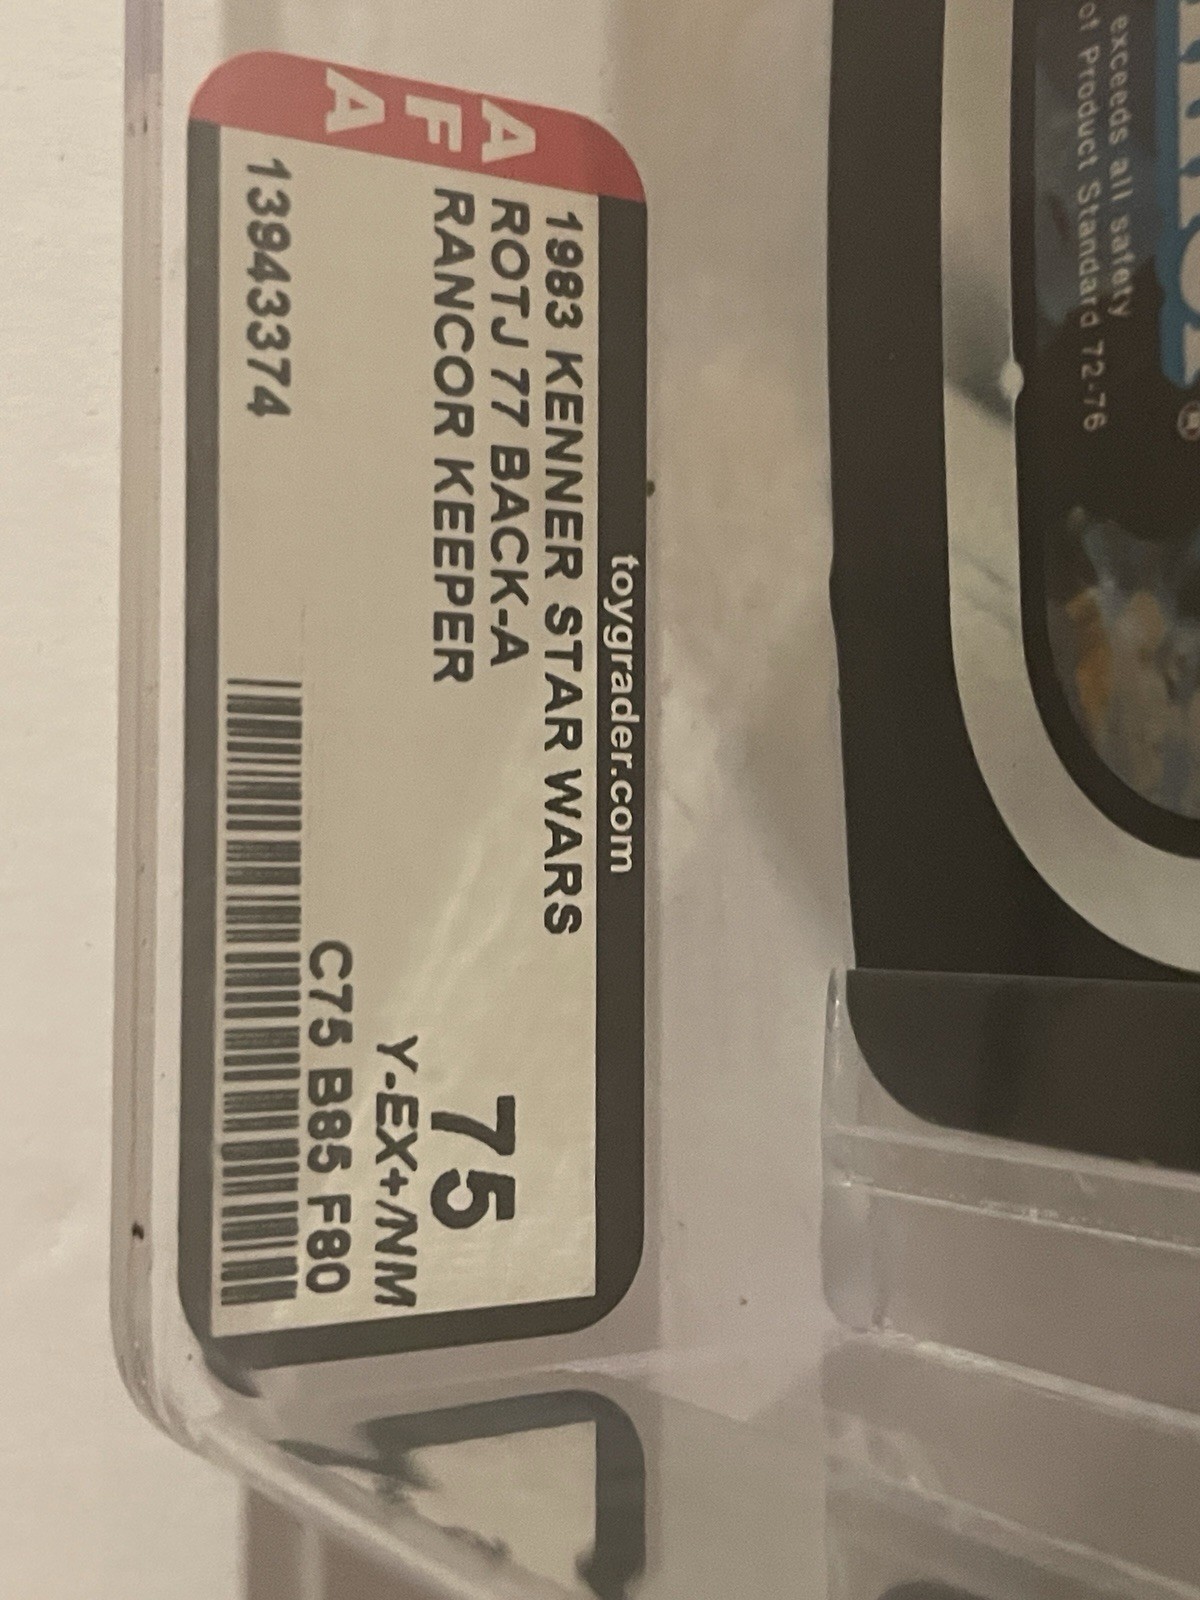 toygrader.com
AFA
1983 KENNER STAR WARS
ROTJ 77 BACK-A
RANCOR KEEPER
75
Y-EX+/NM
C75 B85 F80
13943374
exceeds all safety
of Product Standard 72-76
®